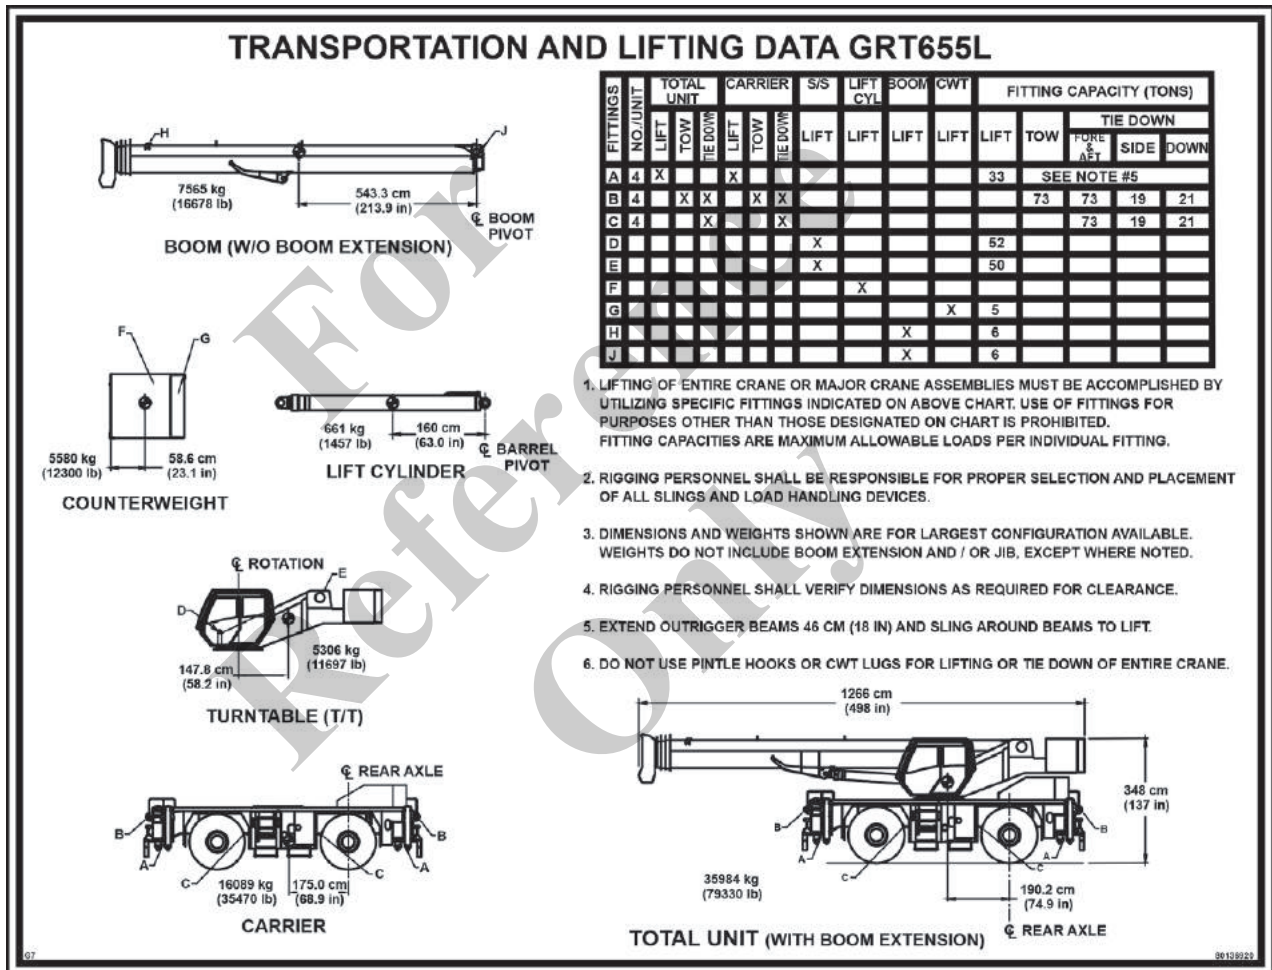 TRANSPORTATION AND LIFTING DATA GRT655L
H
J
7565 kg
(16678 lb)
543.3 cm
(213.9 in)
℄ BOOM
PIVOT
BOOM (W/O BOOM EXTENSION)
F
G
5580 kg
(12300 lb)
58.6 cm
(23.1 in)
COUNTERWEIGHT
661 kg
(1457 lb)
160 cm
(63.0 in)
℄ BARREL
PIVOT
LIFT CYLINDER
℄ ROTATION
E
D
147.8 cm
(58.2 in)
5306 kg
(11697 lb)
TURNTABLE (T/T)
℄ REAR AXLE
B
B
A
A
C
C
16089 kg
(35470 lb)
175.0 cm
(68.9 in)
CARRIER
FITTINGS NO./UNIT TOTAL UNIT CARRIER S/S LIFT CYL BOOM CWT FITTING CAPACITY (TONS)
LIFT TOW TIE DOWN LIFT TOW TIE DOWN LIFT LIFT LIFT LIFT LIFT TOW TIE DOWN
FORE & AFT SIDE DOWN
A 4 X X 33 SEE NOTE #5
B 4 X X X X 73 73 19 21
C 4 X X 73 19 21
D X 52
E X 50
F X
G X 5
H X 6
J X 6
1. LIFTING OF ENTIRE CRANE OR MAJOR CRANE ASSEMBLIES MUST BE ACCOMPLISHED BY
UTILIZING SPECIFIC FITTINGS INDICATED ON ABOVE CHART. USE OF FITTINGS FOR
PURPOSES OTHER THAN THOSE DESIGNATED ON CHART IS PROHIBITED.
FITTING CAPACITIES ARE MAXIMUM ALLOWABLE LOADS PER INDIVIDUAL FITTING.
2. RIGGING PERSONNEL SHALL BE RESPONSIBLE FOR PROPER SELECTION AND PLACEMENT
OF ALL SLINGS AND LOAD HANDLING DEVICES.
3. DIMENSIONS AND WEIGHTS SHOWN ARE FOR LARGEST CONFIGURATION AVAILABLE.
WEIGHTS DO NOT INCLUDE BOOM EXTENSION AND / OR JIB, EXCEPT WHERE NOTED.
4. RIGGING PERSONNEL SHALL VERIFY DIMENSIONS AS REQUIRED FOR CLEARANCE.
5. EXTEND OUTRIGGER BEAMS 46 CM (18 IN) AND SLING AROUND BEAMS TO LIFT.
6. DO NOT USE PINTLE HOOKS OR CWT LUGS FOR LIFTING OR TIE DOWN OF ENTIRE CRANE.
1266 cm
(498 in)
348 cm
(137 in)
B
B
A
A
C
C
35984 kg
(79330 lb)
190.2 cm
(74.9 in)
℄ REAR AXLE
TOTAL UNIT (WITH BOOM EXTENSION)
07
For
Reference
Only